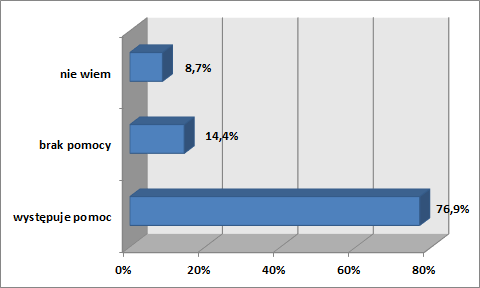 nie wiem
8,7%
brak pomocy
14,4%
występuje pomoc
76,9%
0%
20%
40%
60%
80%